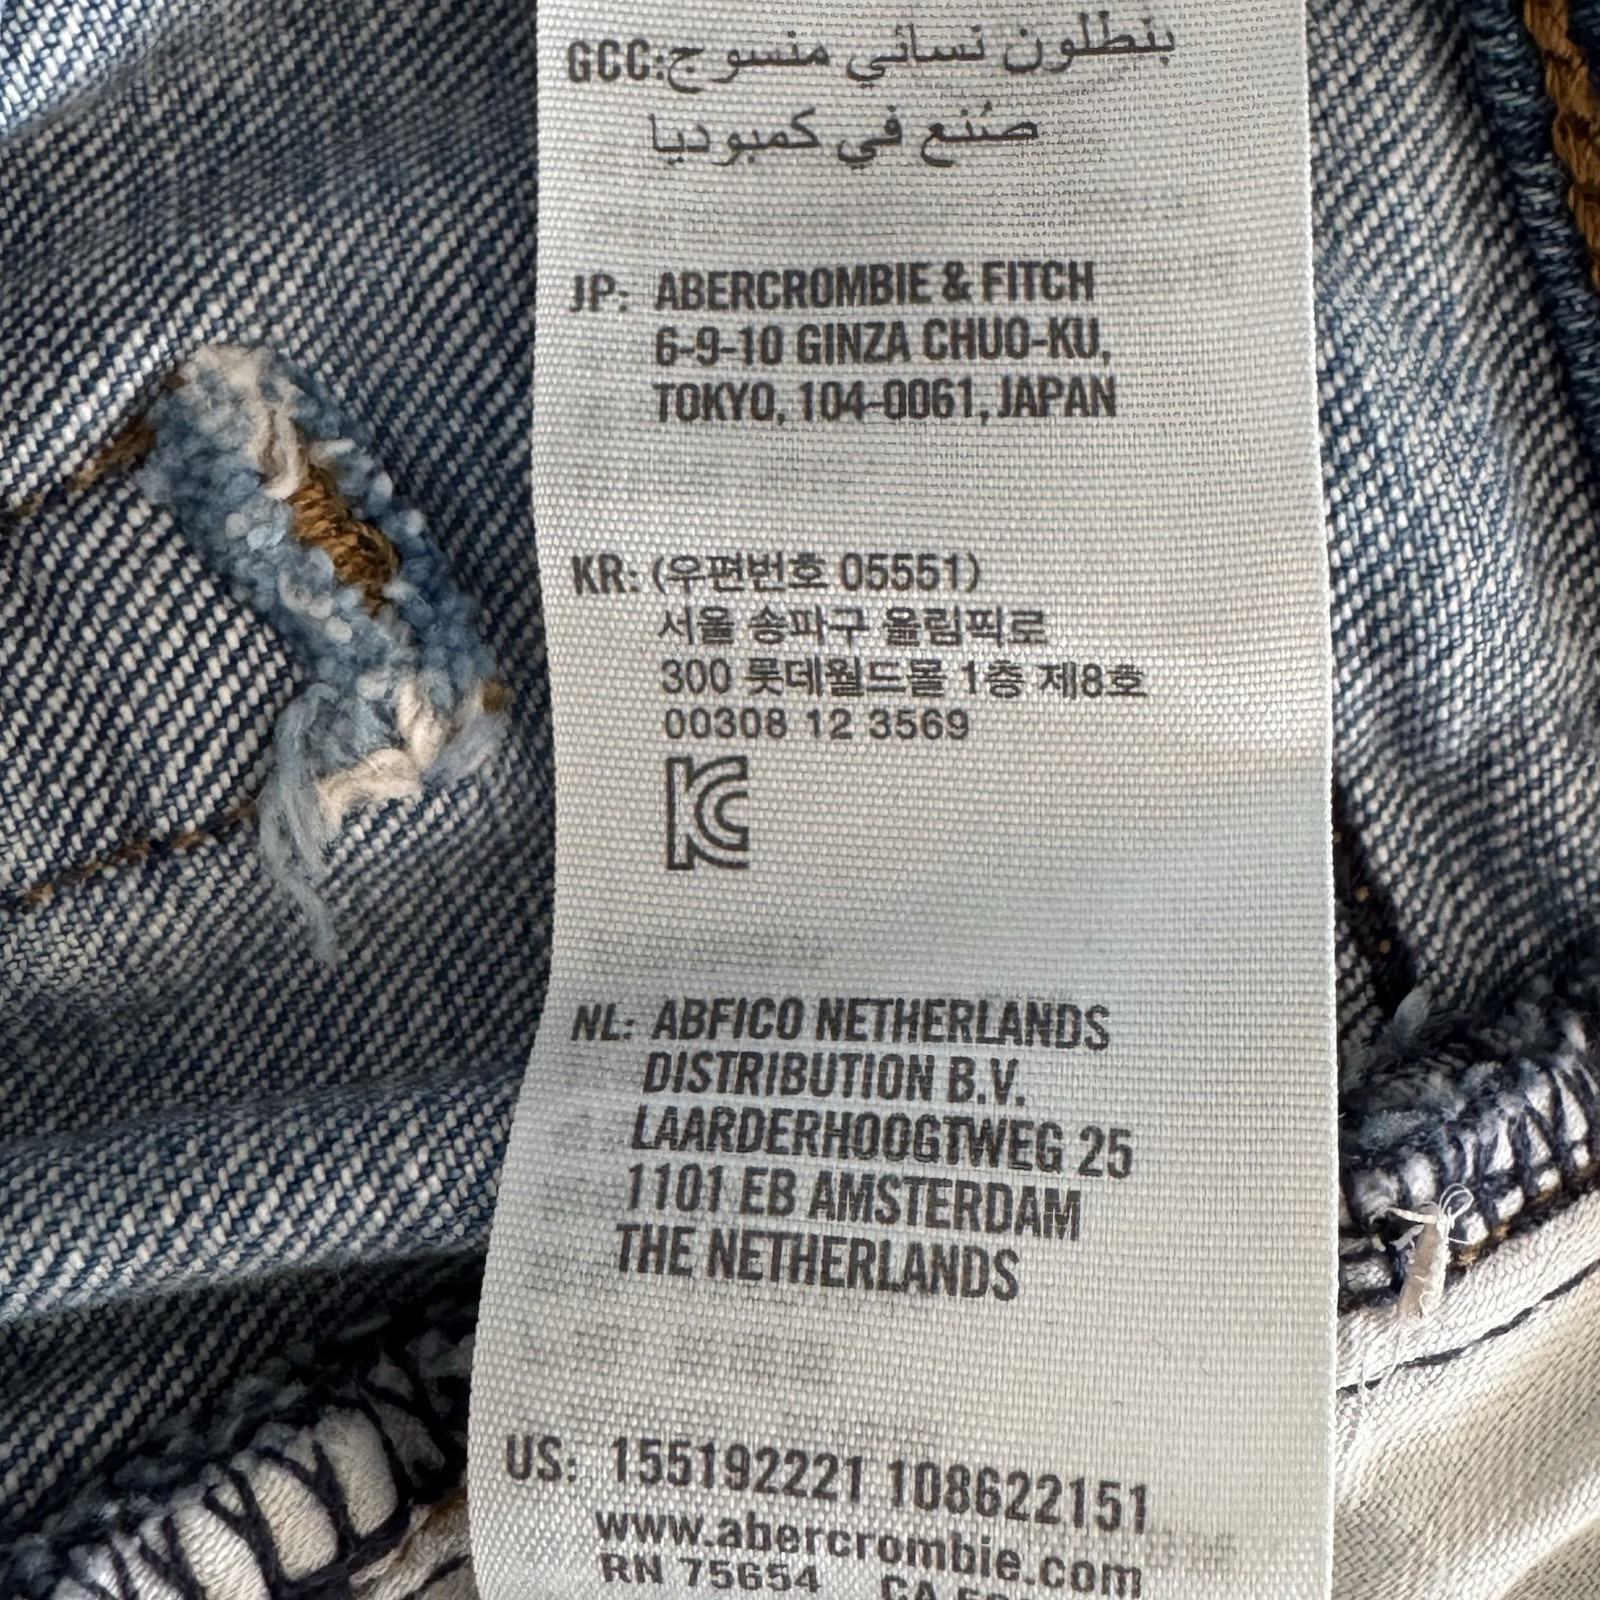 GCC: بنطلون نسائي منسوج
صُنع في كمبوديا
JP: ABERCROMBIE & FITCH
6-9-10 GINZA CHUO-KU,
TOKYO, 104-0061, JAPAN
KR: (우편번호 05551)
서울 송파구 올림픽로
300 롯데월드몰 1층 제8호
00308 12 3569
KC
NL: ABFICO NETHERLANDS
DISTRIBUTION B.V.
LAARDERHOOGTWEG 25
1101 EB AMSTERDAM
THE NETHERLANDS
US: 155192221 108622151
www.abercrombie.com
RN 75654 CA